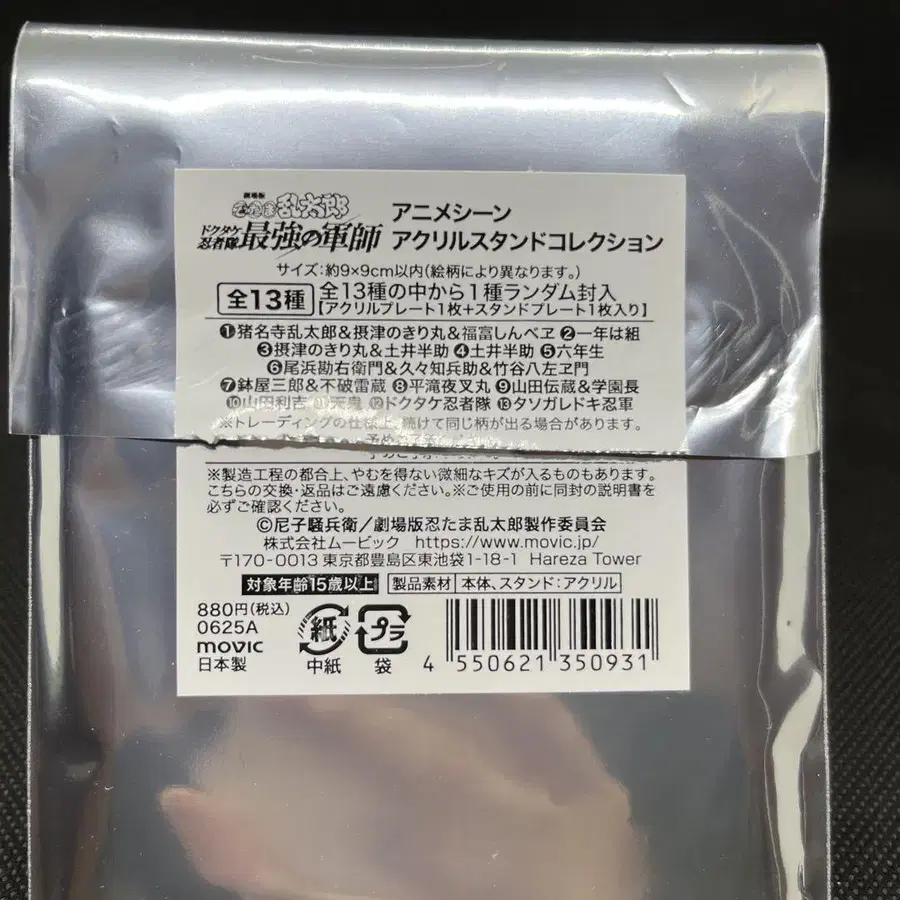 劇場版
忍たま乱太郎
ドクタケ忍者隊最強の軍師
アニメシーン
アクリルスタンドコレクション
サイズ:約9×9cm以内(絵柄により異なります。)
全13種
全13種の中から1種ランダム封入
【アクリルプレート1枚+スタンドプレート1枚入り】
❶猪名寺乱太郎&摂津のきり丸&福富しんべヱ ❷一年は組
❸摂津のきり丸&土井半助 ❹土井半助 ❺六年生
❻尾浜勘右衛門&久々知兵助&竹谷八左ヱ門
❼鉢屋三郎&不破雷蔵 ❽平滝夜叉丸 ❾山田伝蔵&学園長
❿山田利吉 ⓫天鬼 ⓬ドクタケ忍者隊 ⓭タソガレドキ忍軍
※トレーディングの仕様上、続けて同じ柄が出る場合があります。
※製造工程の都合上、やむを得ない微細なキズが入るものもあります。
こちらの交換・返品はご遠慮ください。※ご使用の前に同封の説明書を
必ずご確認ください。
©尼子騒兵衛/劇場版忍たま乱太郎製作委員会
株式会社ムービック https://www.movic.jp/
〒170-0013 東京都豊島区東池袋1-18-1 Hareza Tower
対象年齢15歳以上 製品素材 本体、スタンド:アクリル
880円(税込)
0625A
movic
日本製
紙
中紙
プラ
袋
4 550621 350931